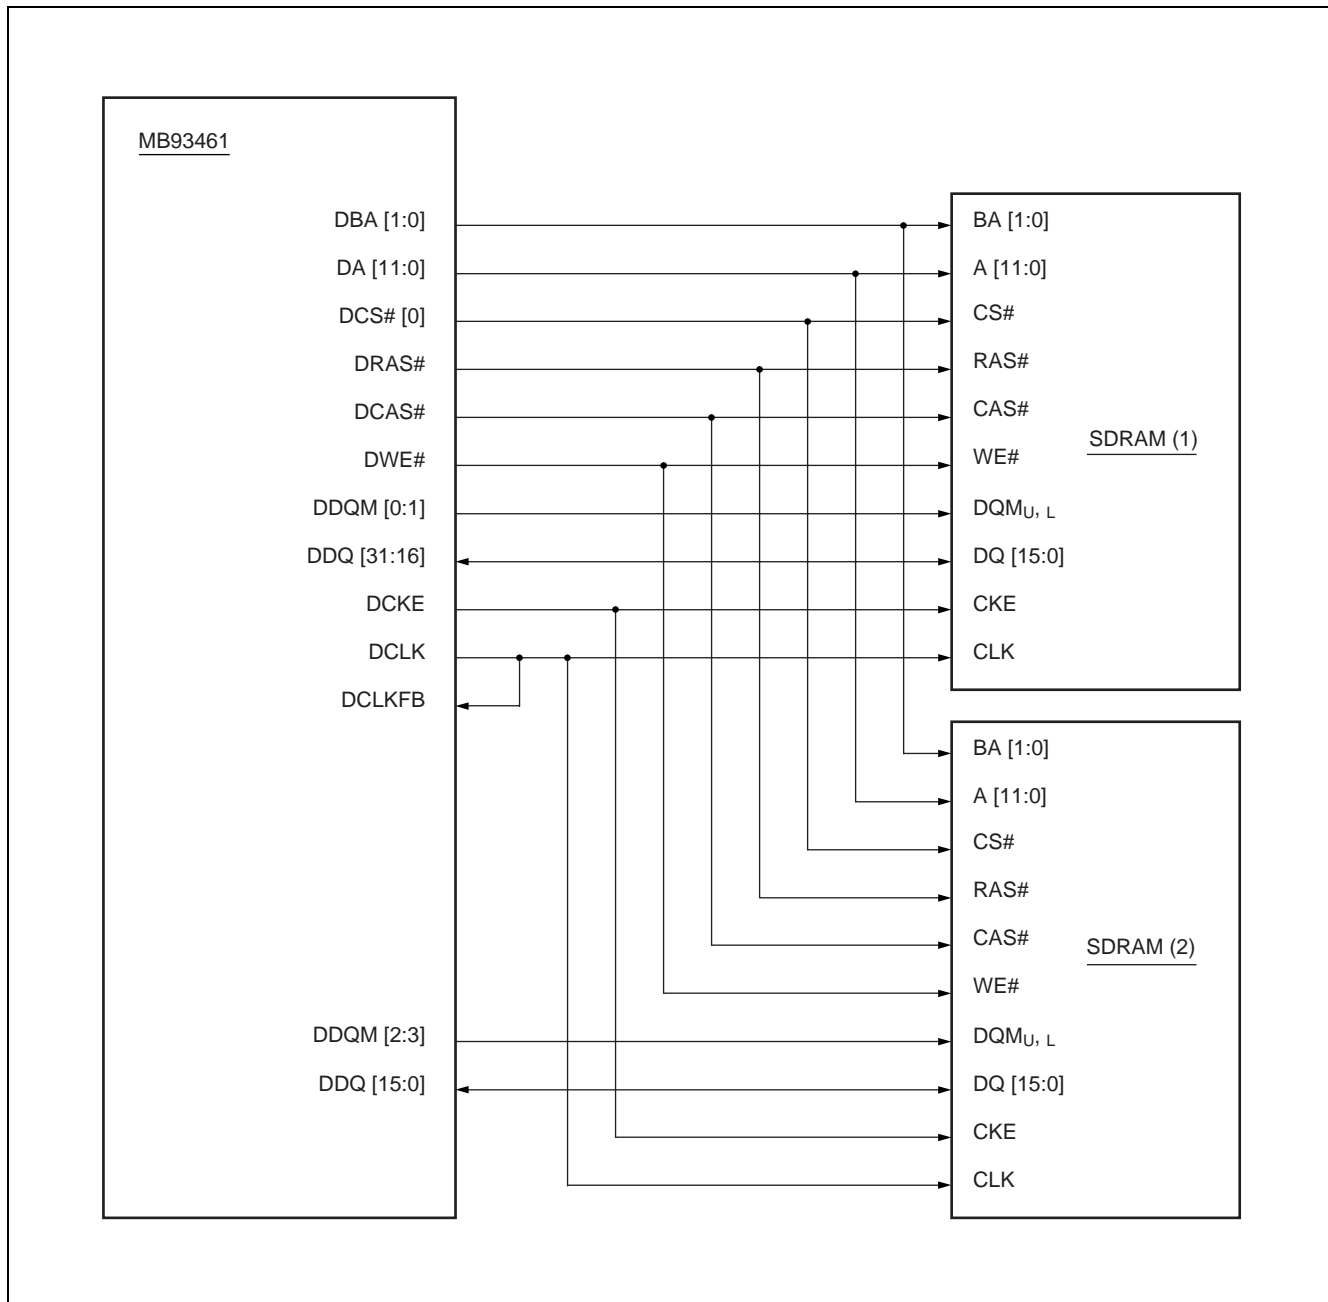 MB93461
DBA [1:0]
DA [11:0]
DCS# [0]
DRAS#
DCAS#
DWE#
DDQM [0:1]
DDQ [31:16]
DCKE
DCLK
DCLKFB
DDQM [2:3]
DDQ [15:0]
BA [1:0]
A [11:0]
CS#
RAS#
CAS#
SDRAM (1)
WE#
DQMU, L
DQ [15:0]
CKE
CLK
BA [1:0]
A [11:0]
CS#
RAS#
CAS#
SDRAM (2)
WE#
DQMU, L
DQ [15:0]
CKE
CLK